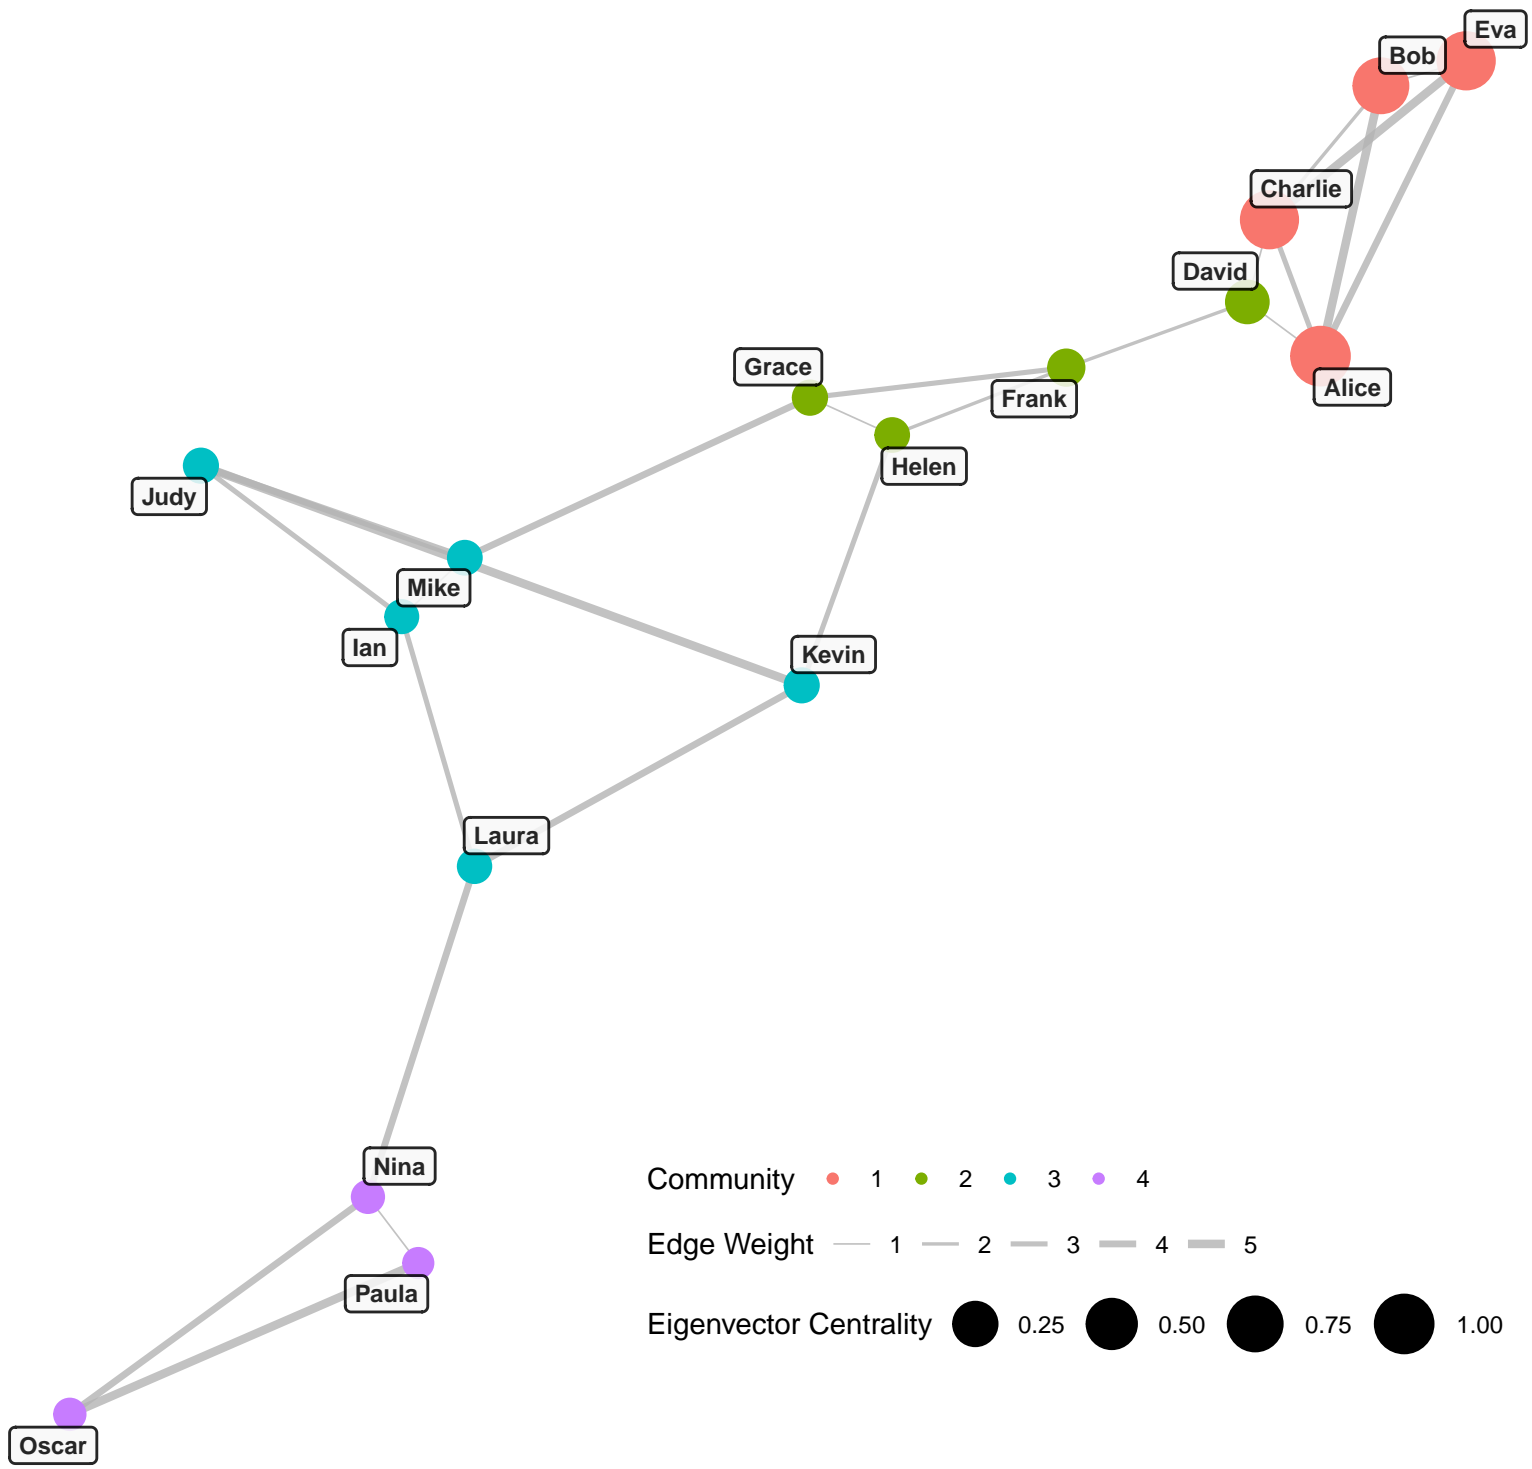 Eva
Bob
Charlie
David
Grace
Frank
Alice
Helen
Judy
Mike
Ian
Kevin
Laura
Nina
Paula
Oscar
Community 1 2 3 4
Edge Weight 1 2 3 4 5
Eigenvector Centrality 0.25 0.50 0.75 1.00